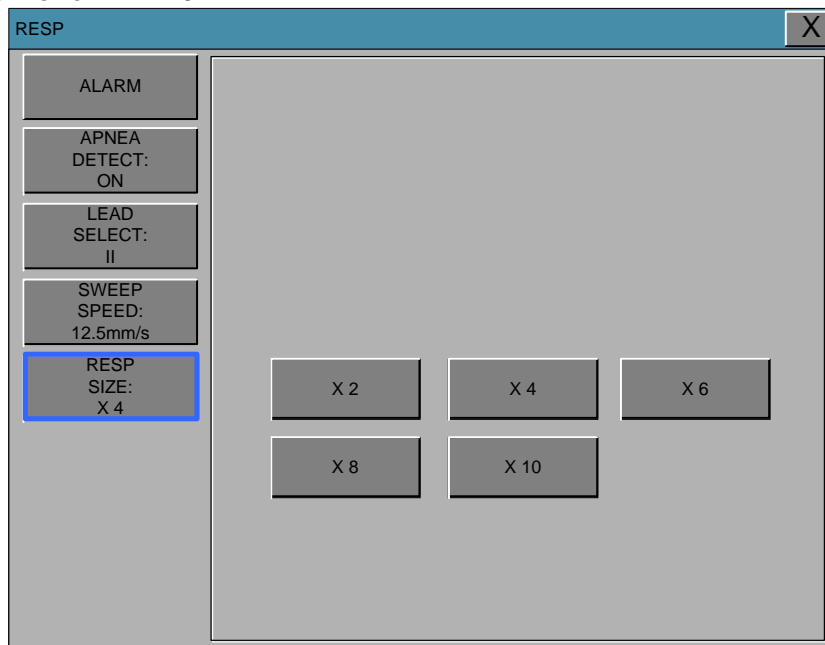 RESP
X
ALARM
APNEA
DETECT:
ON
LEAD
SELECT:
II
SWEEP
SPEED:
12.5mm/s
RESP
SIZE:
X 4
X 2
X 4
X 6
X 8
X 10